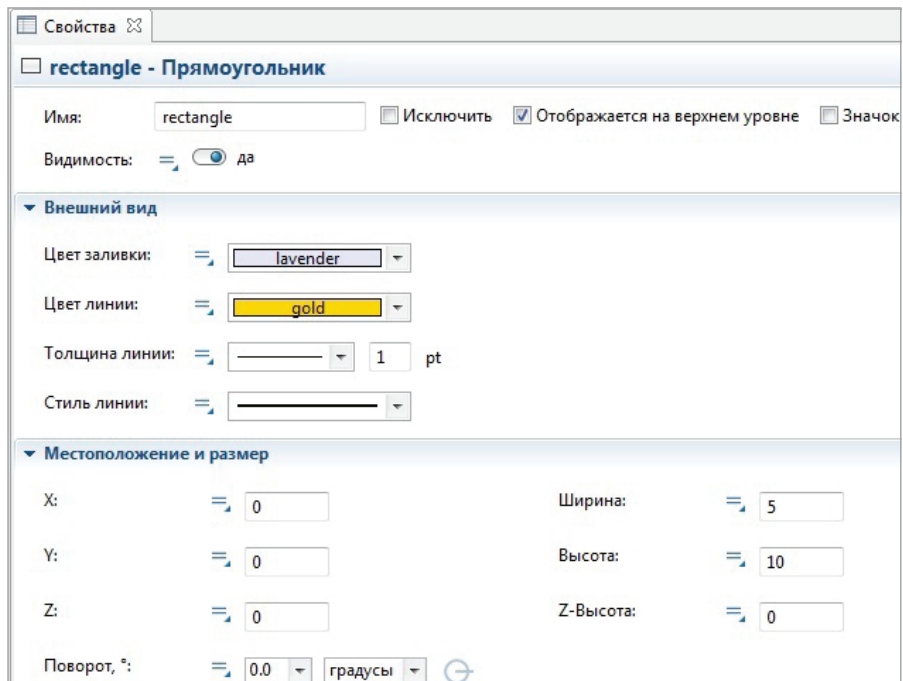 Свойства
rectangle - Прямоугольник
Имя: rectangle Исключить Отображается на верхнем уровне Значок
Видимость: да
Внешний вид
Цвет заливки: lavender
Цвет линии: gold
Толщина линии: 1 pt
Стиль линии:
Местоположение и размер
X: 0 Ширина: 5
Y: 0 Высота: 10
Z: 0 Z-Высота: 0
Поворот, °: 0.0 градусы